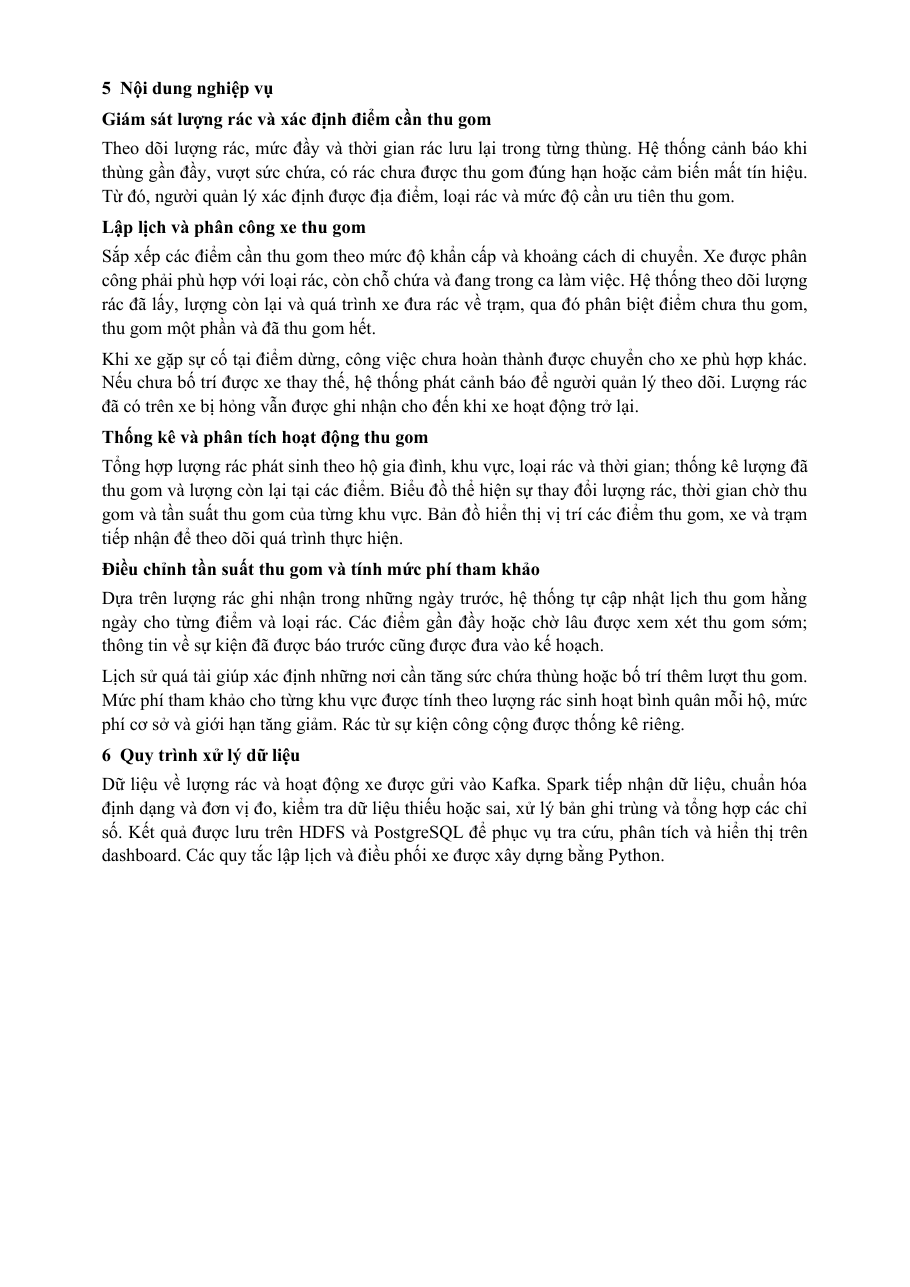 5 Nội dung nghiệp vụ
Giám sát lượng rác và xác định điểm cần thu gom
Theo dõi lượng rác, mức đầy và thời gian rác lưu lại trong từng thùng. Hệ thống cảnh báo khi
thùng gần đầy, vượt sức chứa, có rác chưa được thu gom đúng hạn hoặc cảm biến mất tín hiệu.
Từ đó, người quản lý xác định được địa điểm, loại rác và mức độ cần ưu tiên thu gom.
Lập lịch và phân công xe thu gom
Sắp xếp các điểm cần thu gom theo mức độ khẩn cấp và khoảng cách di chuyển. Xe được phân
công phải phù hợp với loại rác, còn chỗ chứa và đang trong ca làm việc. Hệ thống theo dõi lượng
rác đã lấy, lượng còn lại và quá trình xe đưa rác về trạm, qua đó phân biệt điểm chưa thu gom,
thu gom một phần và đã thu gom hết.
Khi xe gặp sự cố tại điểm dừng, công việc chưa hoàn thành được chuyển cho xe phù hợp khác.
Nếu chưa bố trí được xe thay thế, hệ thống phát cảnh báo để người quản lý theo dõi. Lượng rác
đã có trên xe bị hỏng vẫn được ghi nhận cho đến khi xe hoạt động trở lại.
Thống kê và phân tích hoạt động thu gom
Tổng hợp lượng rác phát sinh theo hộ gia đình, khu vực, loại rác và thời gian; thống kê lượng đã
thu gom và lượng còn lại tại các điểm. Biểu đồ thể hiện sự thay đổi lượng rác, thời gian chờ thu
gom và tần suất thu gom của từng khu vực. Bản đồ hiển thị vị trí các điểm thu gom, xe và trạm
tiếp nhận để theo dõi quá trình thực hiện.
Điều chỉnh tần suất thu gom và tính mức phí tham khảo
Dựa trên lượng rác ghi nhận trong những ngày trước, hệ thống tự cập nhật lịch thu gom hằng
ngày cho từng điểm và loại rác. Các điểm gần đầy hoặc chờ lâu được xem xét thu gom sớm;
thông tin về sự kiện đã được báo trước cũng được đưa vào kế hoạch.
Lịch sử quá tải giúp xác định những nơi cần tăng sức chứa thùng hoặc bố trí thêm lượt thu gom.
Mức phí tham khảo cho từng khu vực được tính theo lượng rác sinh hoạt bình quân mỗi hộ, mức
phí cơ sở và giới hạn tăng giảm. Rác từ sự kiện công cộng được thống kê riêng.
6 Quy trình xử lý dữ liệu
Dữ liệu về lượng rác và hoạt động xe được gửi vào Kafka. Spark tiếp nhận dữ liệu, chuẩn hóa
định dạng và đơn vị đo, kiểm tra dữ liệu thiếu hoặc sai, xử lý bản ghi trùng và tổng hợp các chỉ
số. Kết quả được lưu trên HDFS và PostgreSQL để phục vụ tra cứu, phân tích và hiển thị trên
dashboard. Các quy tắc lập lịch và điều phối xe được xây dựng bằng Python.